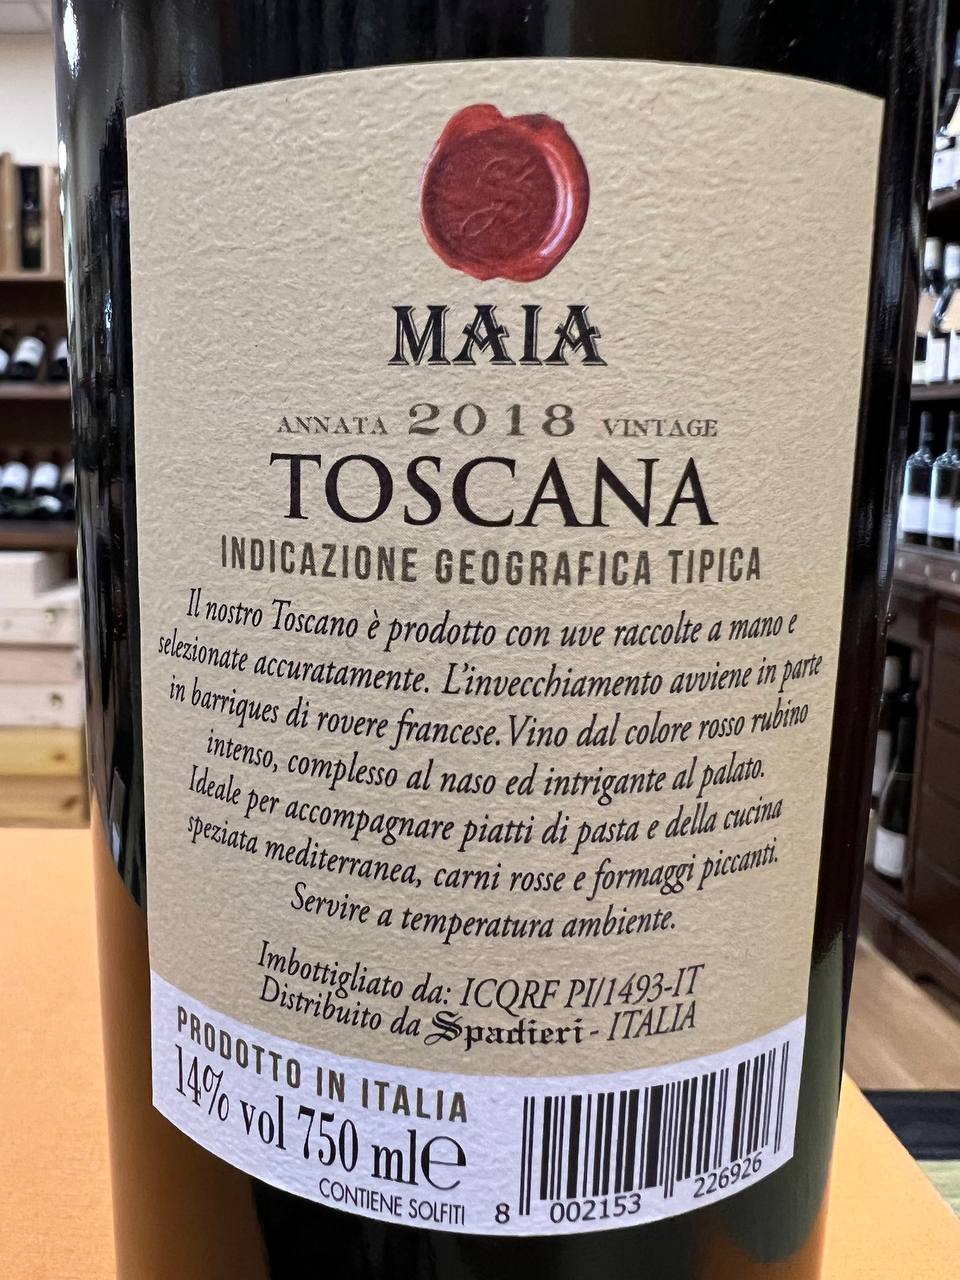 MAIA
ANNATA 2018 VINTAGE
TOSCANA
INDICAZIONE GEOGRAFICA TIPICA
Il nostro Toscano è prodotto con uve raccolte a mano e
selezionate accuratamente. L'invecchiamento avviene in parte
in barriques di rovere francese. Vino dal colore rosso rubino
intenso, complesso al naso ed intrigante al palato.
Ideale per accompagnare piatti di pasta e della cucina
speziata mediterranea, carni rosse e formaggi piccanti.
Servire a temperatura ambiente.
Imbottigliato da: ICQRF PI/1493-IT
Distribuito da Spadieri - ITALIA
PRODOTTO IN ITALIA
14% vol 750 ml e
CONTIENE SOLFITI
8 002153 226926